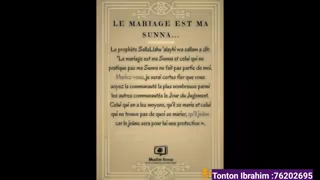 LE MARIAGE EST MA
SUNNA...
Le prophète SallaLlahu 'alayhi wa sallam a dit:
"Le mariage est ma Sunna et celui qui ne
pratique pas ma Sunna ne fait pas partie de moi.
Mariez-vous, je serai certes fier que vous
soyez la communauté la plus nombreuse parmi
les autres communautés le Jour du Jugement.
Celui qui en a les moyens, qu'il se marie et celui
qui ne trouve pas de quoi se marier, qu'il jeûne
car le jeûne sera pour lui une protection".
Tonton Ibrahim :76202695